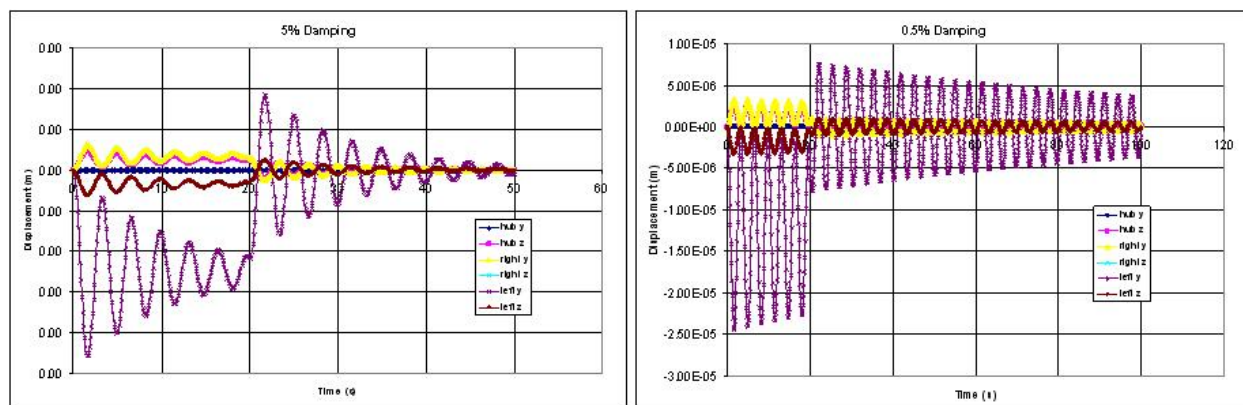 5% Damping
0.00
0.00
0.00
0.00
0.00
0.00
0.00
0.00
0.00
0 10 20 30 40 50 60
Displacement (m)
Time (s)
hub y
hub z
right y
right z
left y
left z
0.5% Damping
1.00E-05
5.00E-06
0.00E+00
-5.00E-06
-1.00E-05
-1.50E-05
-2.00E-05
-2.50E-05
-3.00E-05
0 20 40 60 80 100 120
Displacement (m)
Time (s)
hub y
hub z
right y
right z
left y
left z